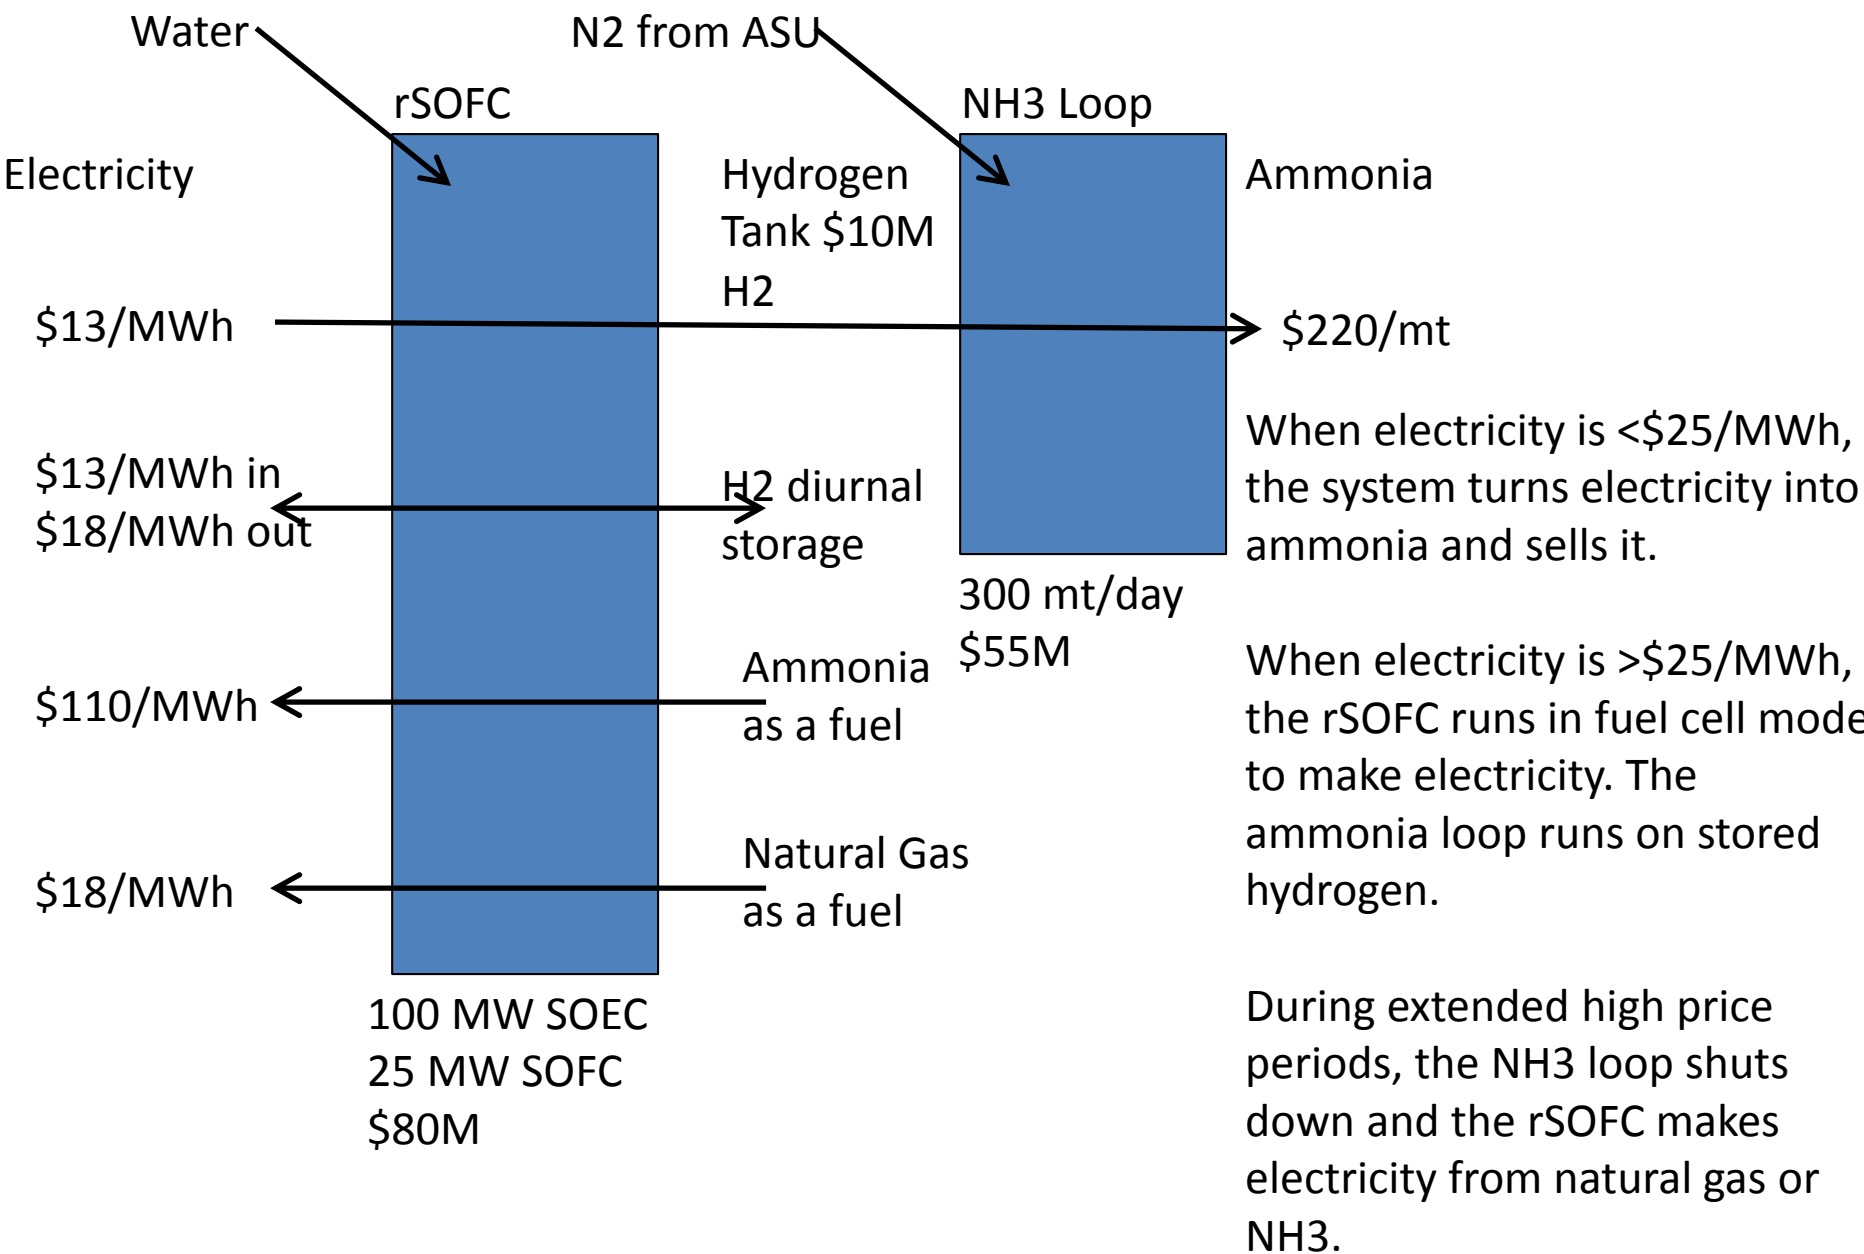 Water
N2 from ASU
rSOFC
NH3 Loop
Electricity
Hydrogen
Tank $10M
H2
Ammonia
$13/MWh
$220/mt
$13/MWh in
$18/MWh out
H2 diurnal
storage
When electricity is <$25/MWh,
the system turns electricity into
ammonia and sells it.
300 mt/day
$55M
$110/MWh
Ammonia
as a fuel
When electricity is >$25/MWh,
the rSOFC runs in fuel cell mode
to make electricity. The
ammonia loop runs on stored
hydrogen.
$18/MWh
Natural Gas
as a fuel
100 MW SOEC
25 MW SOFC
$80M
During extended high price
periods, the NH3 loop shuts
down and the rSOFC makes
electricity from natural gas or
NH3.